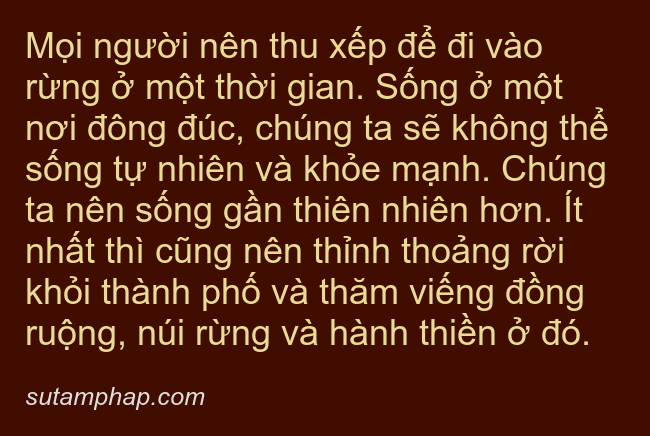 Mọi người nên thu xếp để đi vào
rừng ở một thời gian. Sống ở một
nơi đông đúc, chúng ta sẽ không thể
sống tự nhiên và khỏe mạnh. Chúng
ta nên sống gần thiên nhiên hơn. Ít
nhất thì cũng nên thỉnh thoảng rời
khỏi thành phố và thăm viếng đồng
ruộng, núi rừng và hành thiền ở đó.
sutamphap.com